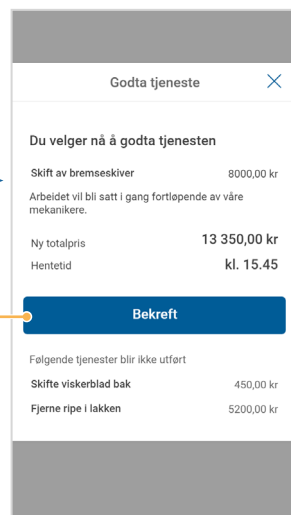 Godta tjeneste
Du velger nå å godta tjenesten
Skift av bremseskiver 8000,00 kr
Arbeidet vil bli satt i gang fortløpende av våre
mekanikere.
Ny totalpris 13 350,00 kr
Hentetid kl. 15.45
Bekreft
Følgende tjenester blir ikke utført
Skifte viskerblad bak 450,00 kr
Fjerne ripe i lakken 5200,00 kr